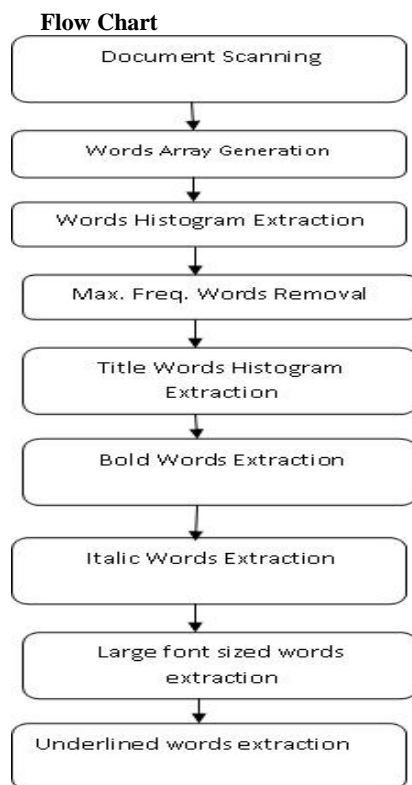 Flow Chart
Document Scanning
Words Array Generation
Words Histogram Extraction
Max. Freq. Words Removal
Title Words Histogram
Extraction
Bold Words Extraction
Italic Words Extraction
Large font sized words
extraction
Underlined words extraction